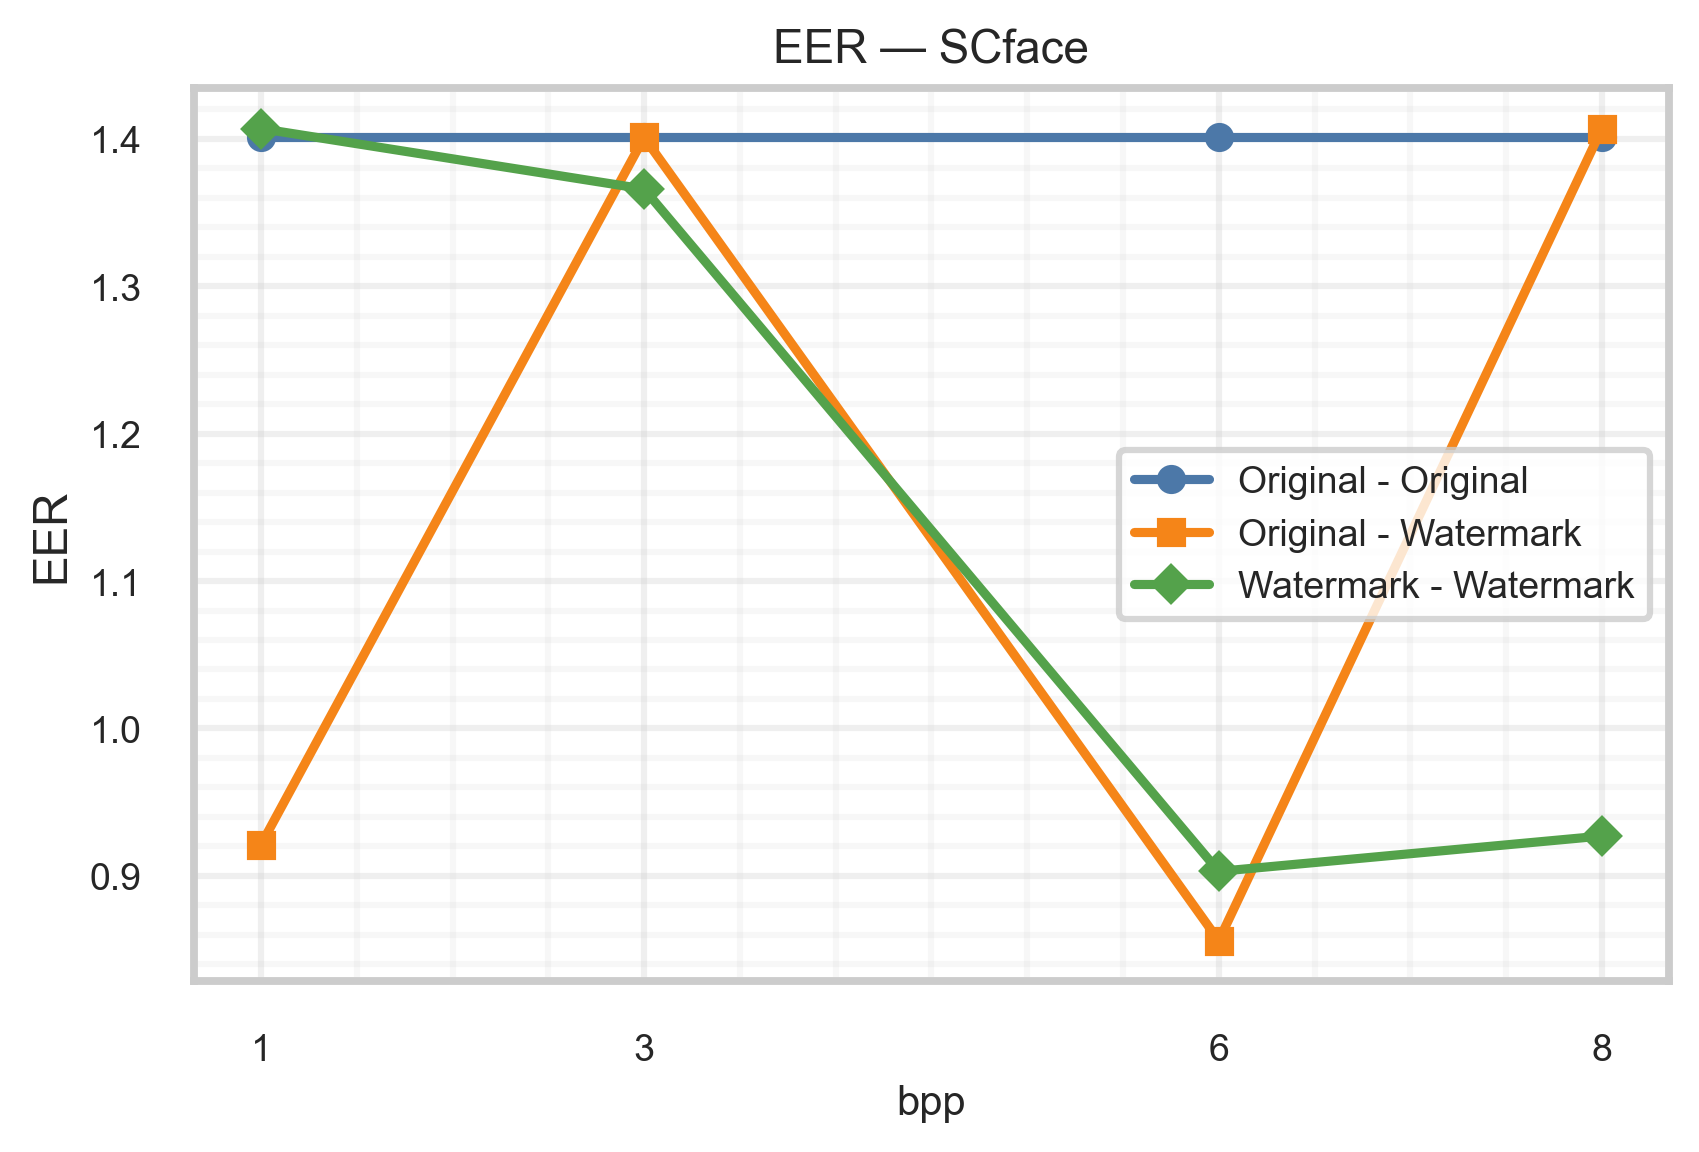 EER — SCface
1.4
1.3
1.2
1.1
1.0
0.9
EER
Original - Original
Original - Watermark
Watermark - Watermark
1 3 6 8
bpp